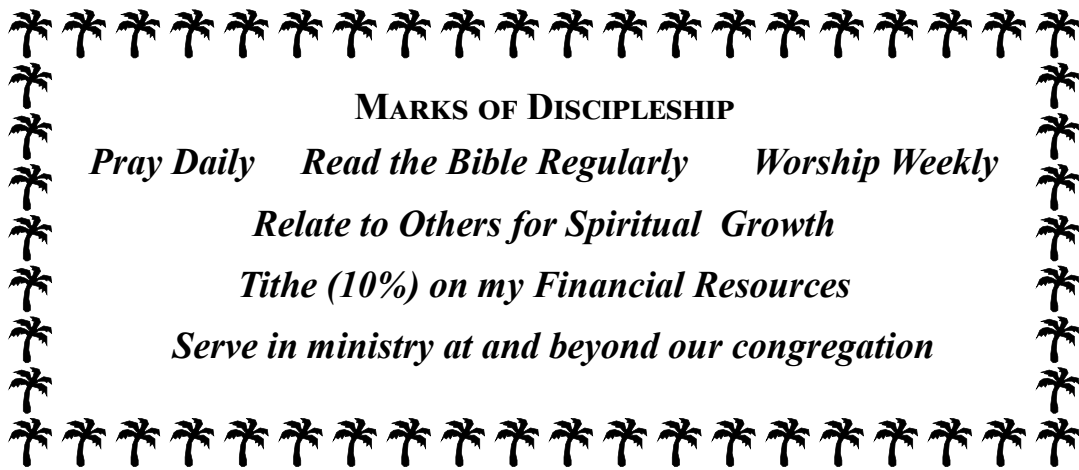 Marks of Discipleship
Pray Daily Read the Bible Regularly Worship Weekly
Relate to Others for Spiritual Growth
Tithe (10%) on my Financial Resources
Serve in ministry at and beyond our congregation